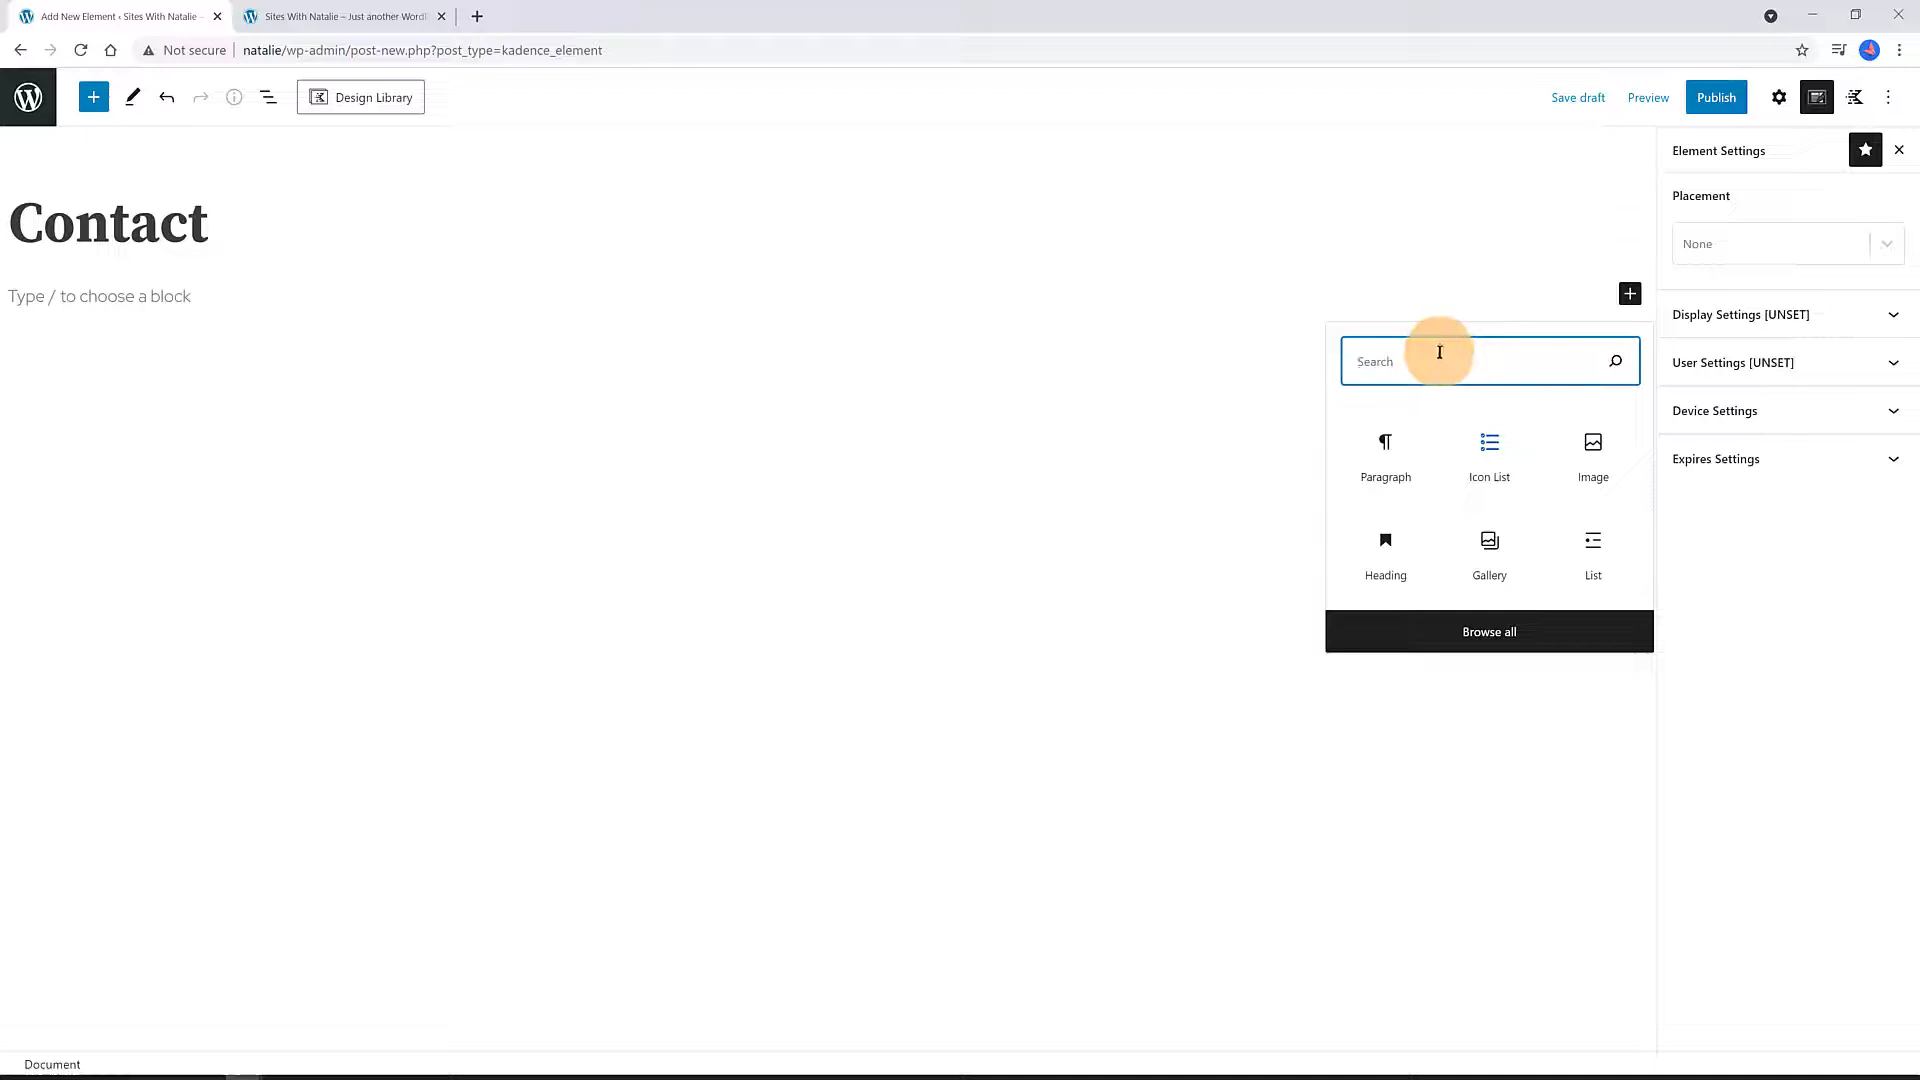 Add New Element ‹ Sites With Natalie –
Sites With Natalie – Just another Word
Not secure
natalie/wp-admin/post-new.php?post_type=kadence_element
Design Library
Save draft
Preview
Publish
Element Settings
Placement
None
Contact
Type / to choose a block
Display Settings [UNSET]
Search
User Settings [UNSET]
Device Settings
Expires Settings
Paragraph
Icon List
Image
Heading
Gallery
List
Browse all
Document